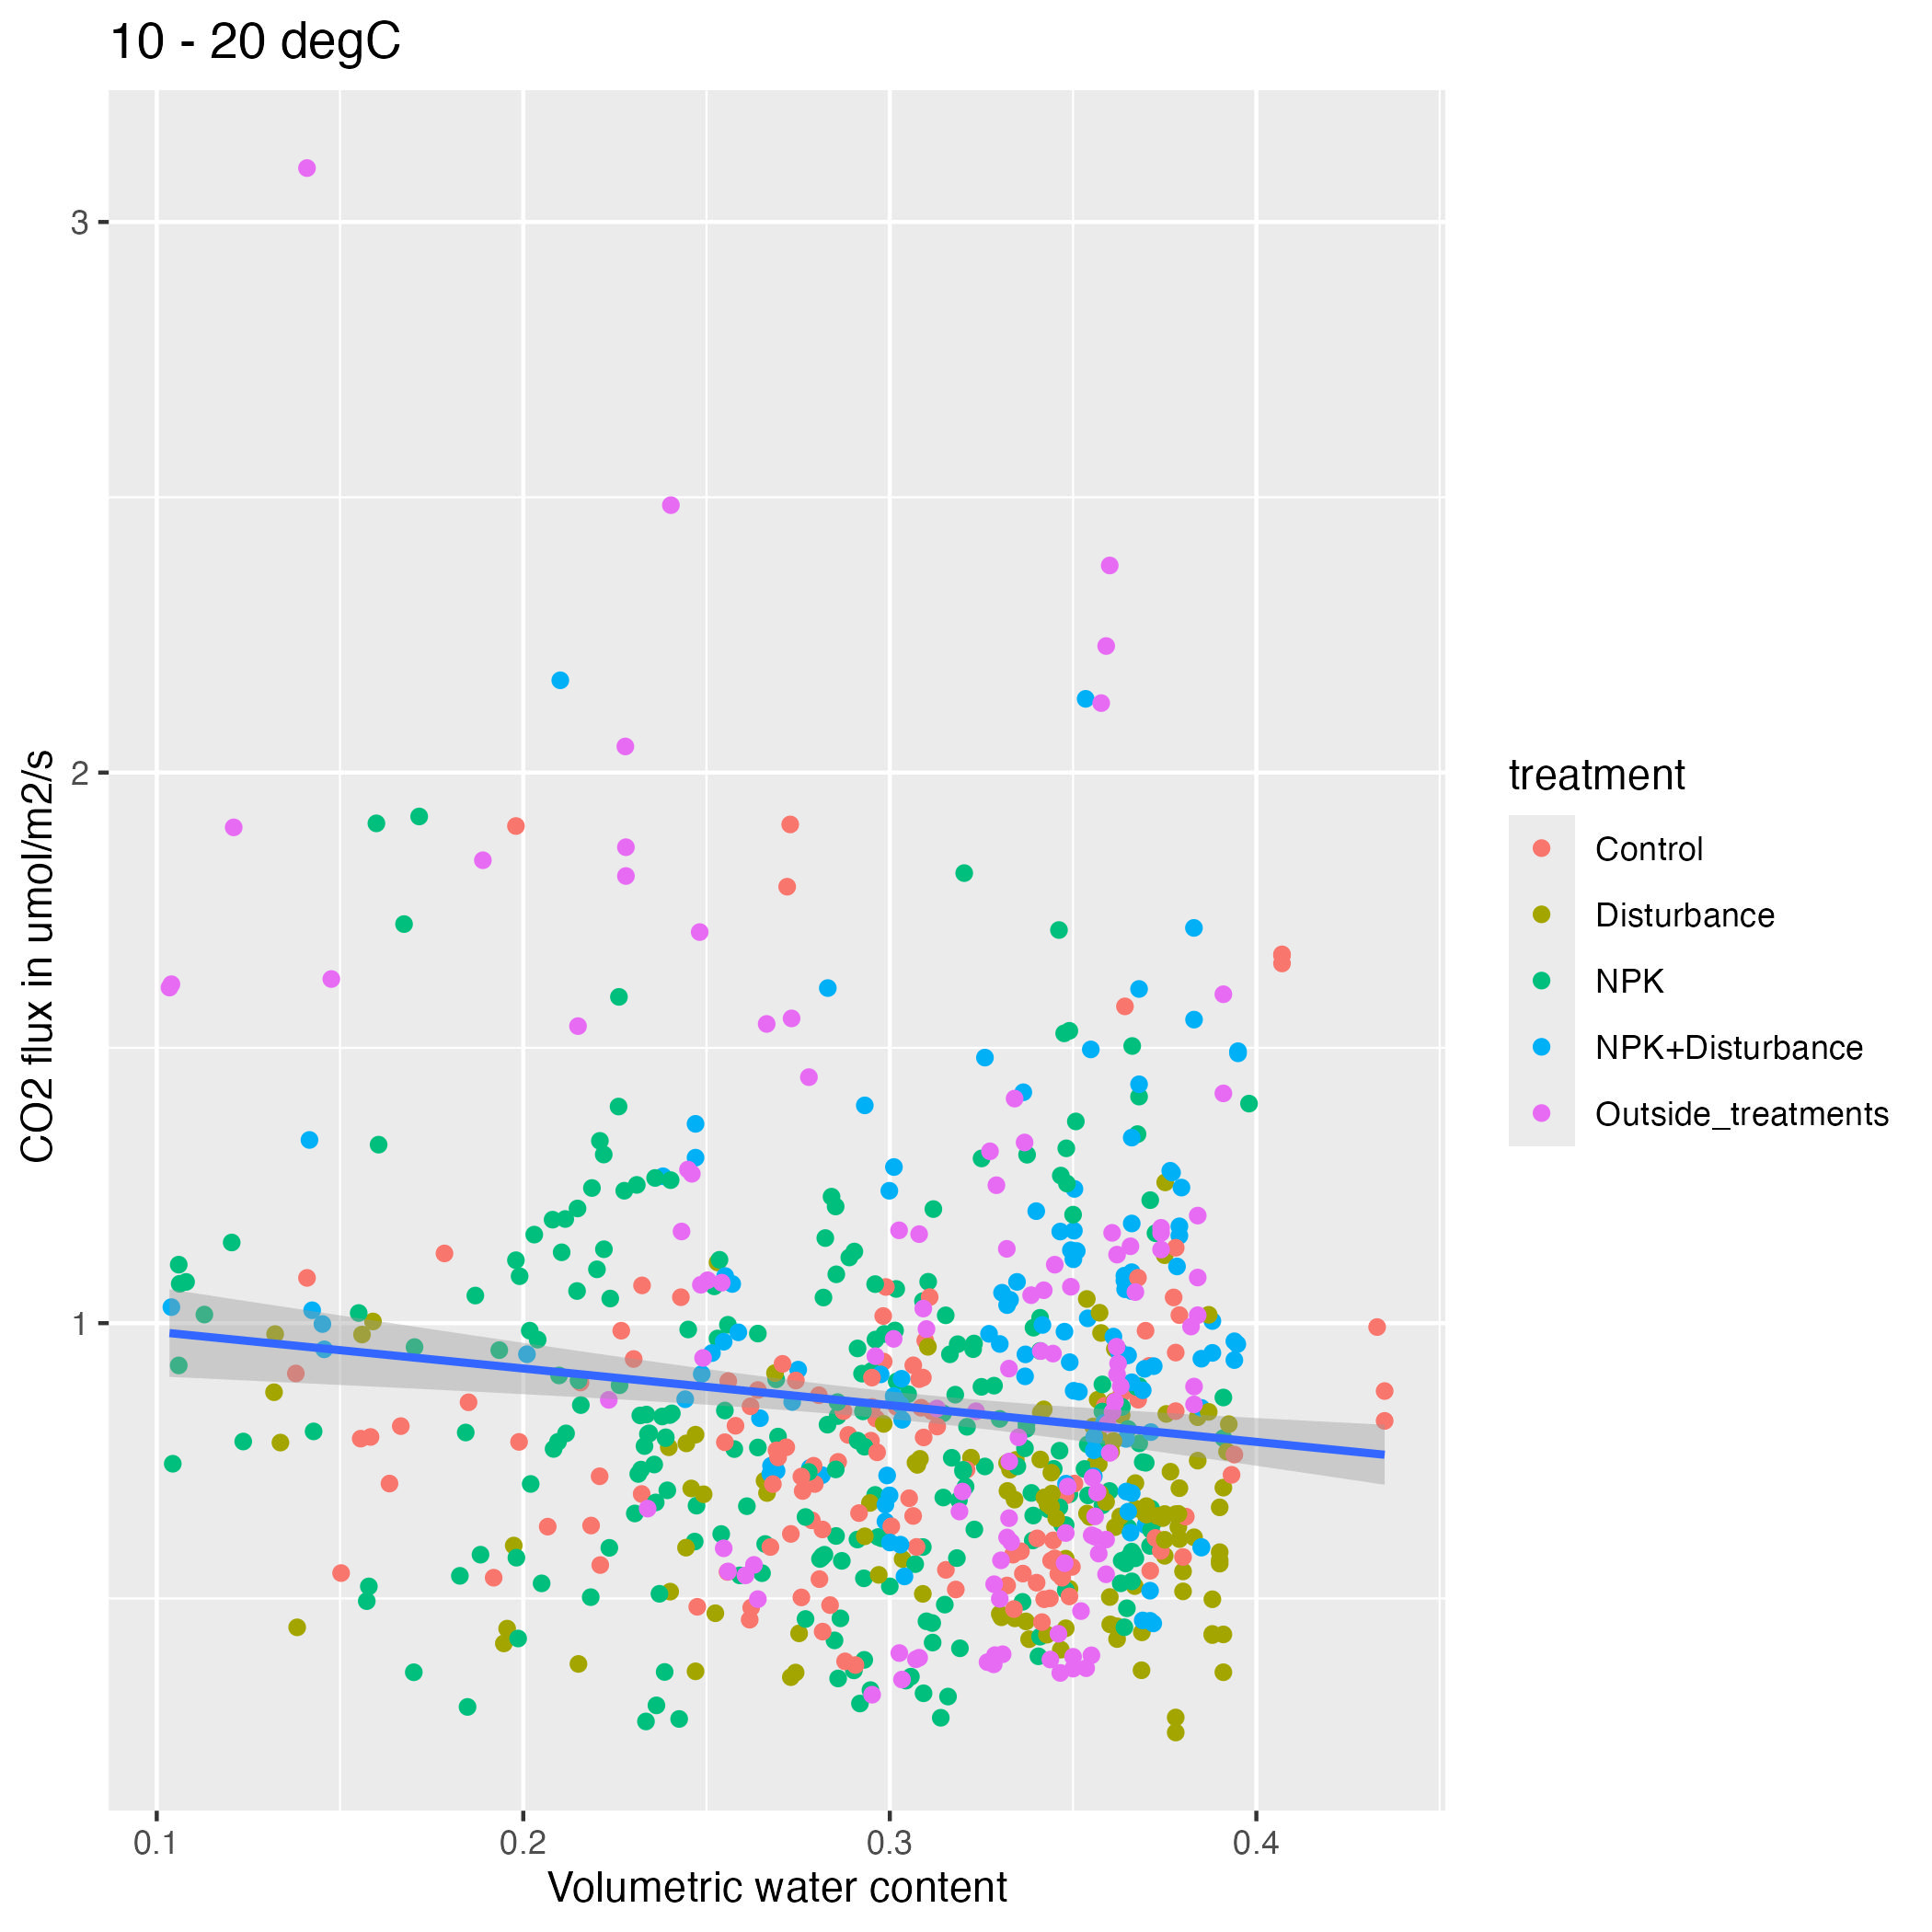 10 - 20 degC
CO2 flux in umol/m2/s
3
2
1
0.1
0.2
0.3
0.4
Volumetric water content
treatment
Control
Disturbance
NPK
NPK+Disturbance
Outside_treatments